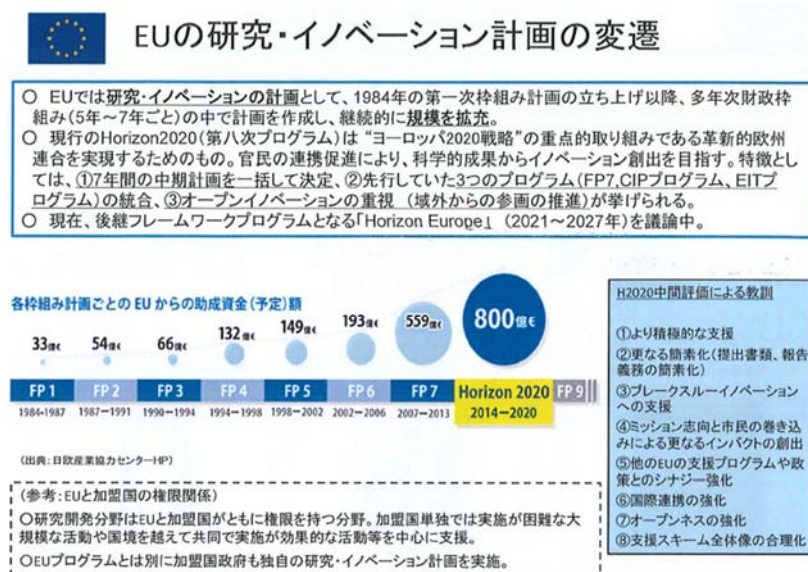 EUの研究・イノベーション計画の変遷
○ EUでは研究・イノベーションの計画として、1984年の第一次枠組み計画の立ち上げ以降、多年次財政枠
組み(5年～7年ごと)の中で計画を作成し、継続的に規模を拡充。
○ 現行のHorizon2020(第八次プログラム)は “ヨーロッパ2020戦略”の重点的取り組みである革新的欧州
連合を実現するためのもの。官民の連携促進により、科学的成果からイノベーション創出を目指す。特徴とし
ては、①7年間の中期計画を一括して決定、②先行していた3つのプログラム(FP7,CIPプログラム、EITプ
ログラム)の統合、③オープンイノベーションの重視 (域外からの参画の推進)が挙げられる。
○ 現在、後継フレームワークプログラムとなる「Horizon Europe」 (2021～2027年)を議論中。
各枠組み計画ごとの EU からの助成資金(予定)額
33億€ 54億€ 66億€ 132億€ 149億€ 193億€ 559億€ 800億€
FP 1 FP 2 FP 3 FP 4 FP 5 FP 6 FP 7 Horizon 2020 FP 9
1984-1987 1987－1991 1990－1994 1994－1998 1998－2002 2002－2006 2007－2013 2014－2020
(出典:日欧産業協力センターHP)
H2020中間評価による教訓
①より積極的な支援
②更なる簡素化(提出書類、報告
義務の簡素化)
③ブレークスルーイノベーション
への支援
④ミッション志向と市民の巻き込
みによる更なるインパクトの創出
⑤他のEUの支援プログラムや政
策とのシナジー強化
⑥国際連携の強化
⑦オープンネスの強化
⑧支援スキーム全体像の合理化
(参考:EUと加盟国の権限関係)
○研究開発分野はEUと加盟国がともに権限を持つ分野。加盟国単独では実施が困難な大
規模な活動や国境を越えて共同で実施が効果的な活動等を中心に支援。
○EUプログラムとは別に加盟国政府も独自の研究・イノベーション計画を実施。